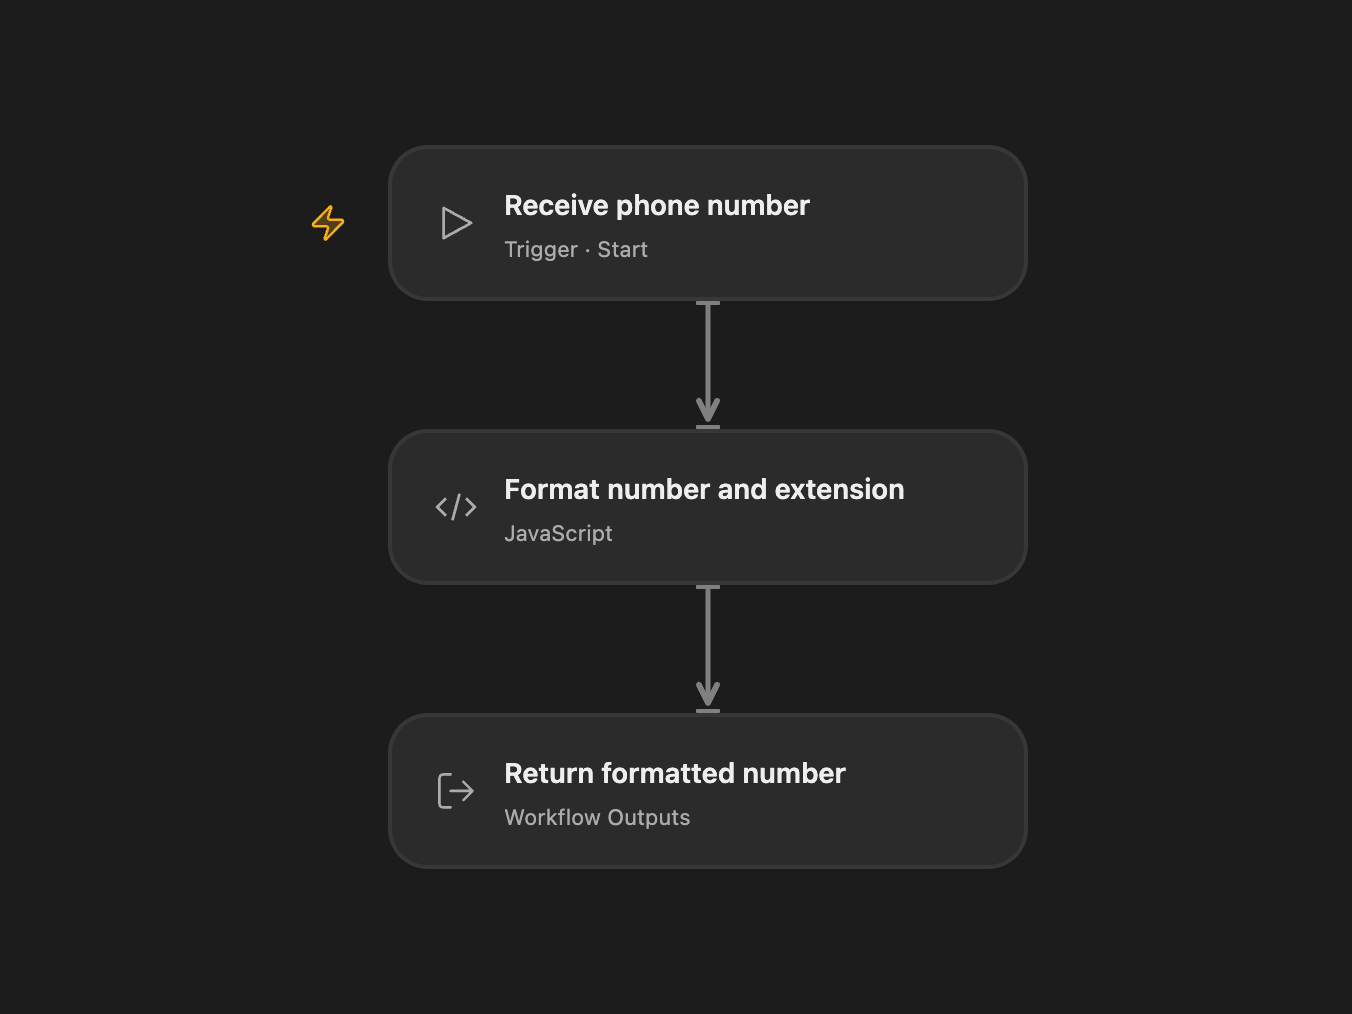 Receive phone number
Trigger · Start
Format number and extension
JavaScript
Return formatted number
Workflow Outputs